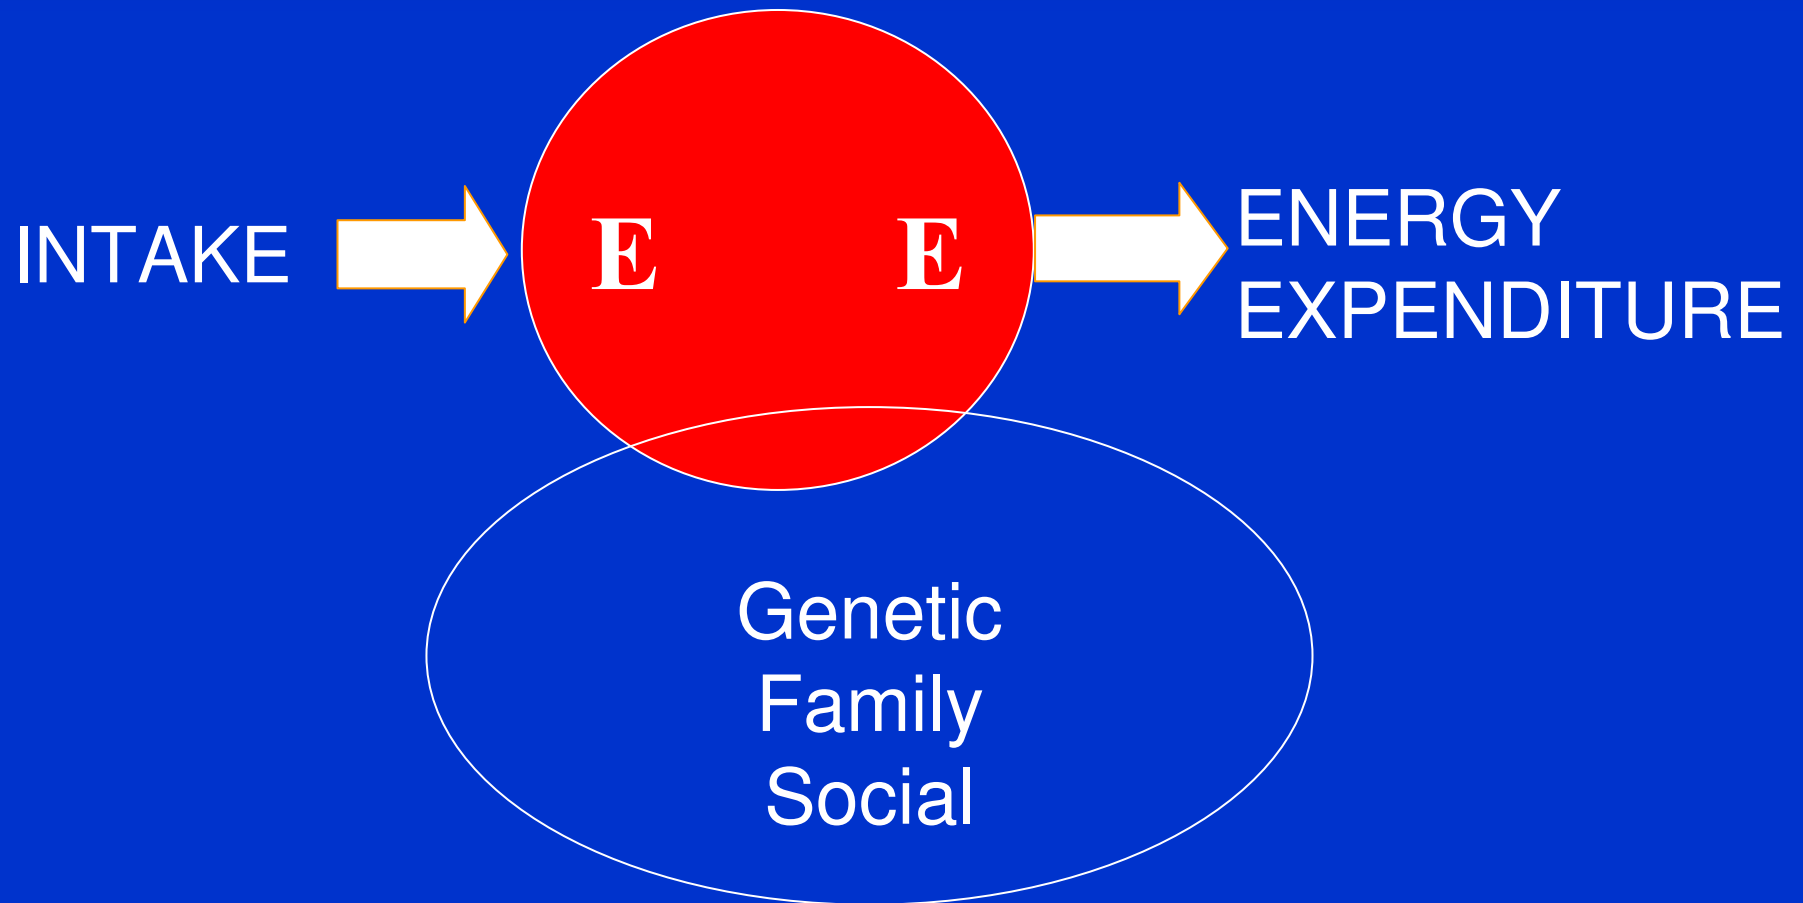 INTAKE
E E
ENERGY
EXPENDITURE
Genetic
Family
Social